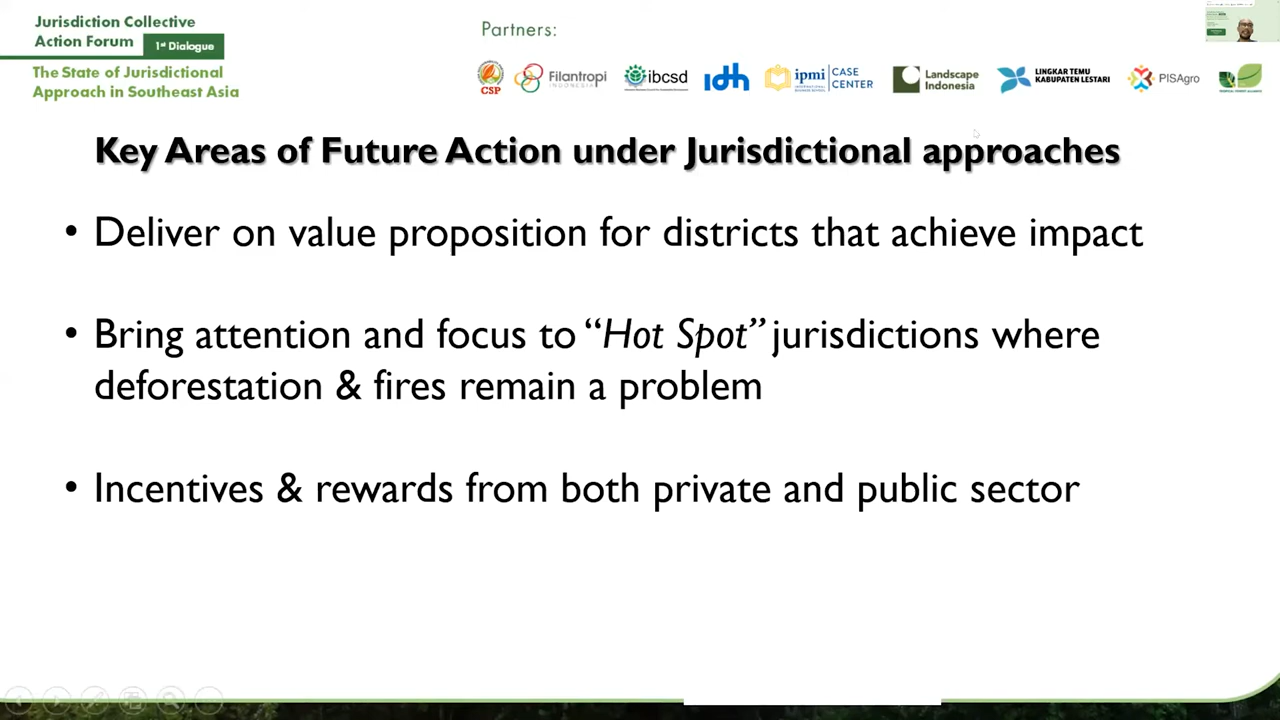 Jurisdiction Collective
Action Forum
1st Dialogue
The State of Jurisdictional
Approach in Southeast Asia
Partners:
CSP
Filantropi
INDONESIA
ibcsd
idh
ipmi
CASE
CENTER
Landscape
Indonesia
LINGKAR TEMU
KABUPATEN LESTARI
PISAgro
Key Areas of Future Action under Jurisdictional approaches
• Deliver on value proposition for districts that achieve impact
• Bring attention and focus to “Hot Spot” jurisdictions where
deforestation & fires remain a problem
• Incentives & rewards from both private and public sector